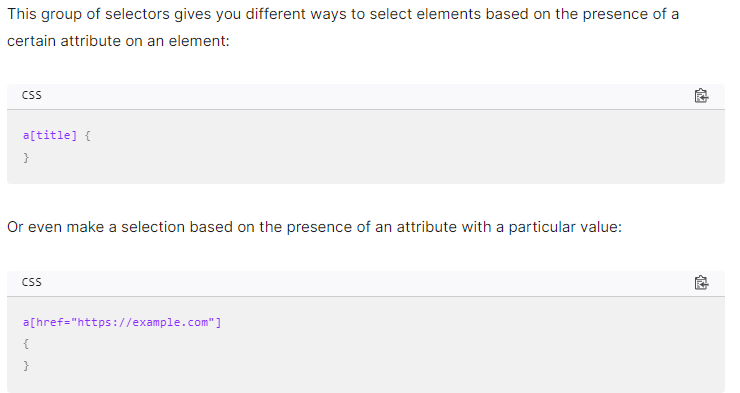 This group of selectors gives you different ways to select elements based on the presence of a
certain attribute on an element:
CSS
a[title] {
}
Or even make a selection based on the presence of an attribute with a particular value:
CSS
a[href="https://example.com"]
{
}